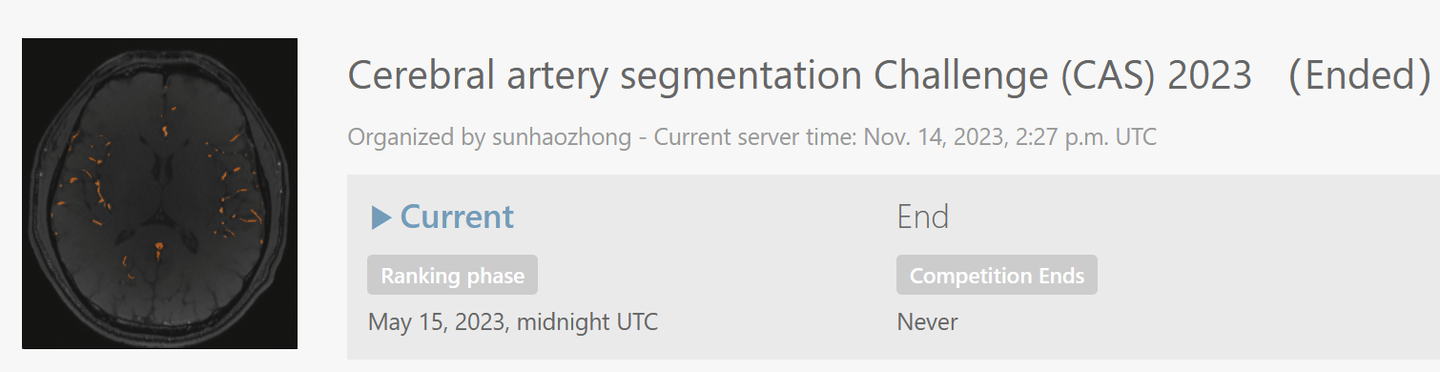 Cerebral artery segmentation Challenge (CAS) 2023 （Ended）
Organized by sunhaozhong - Current server time: Nov. 14, 2023, 2:27 p.m. UTC
Current
End
Ranking phase
Competition Ends
May 15, 2023, midnight UTC
Never